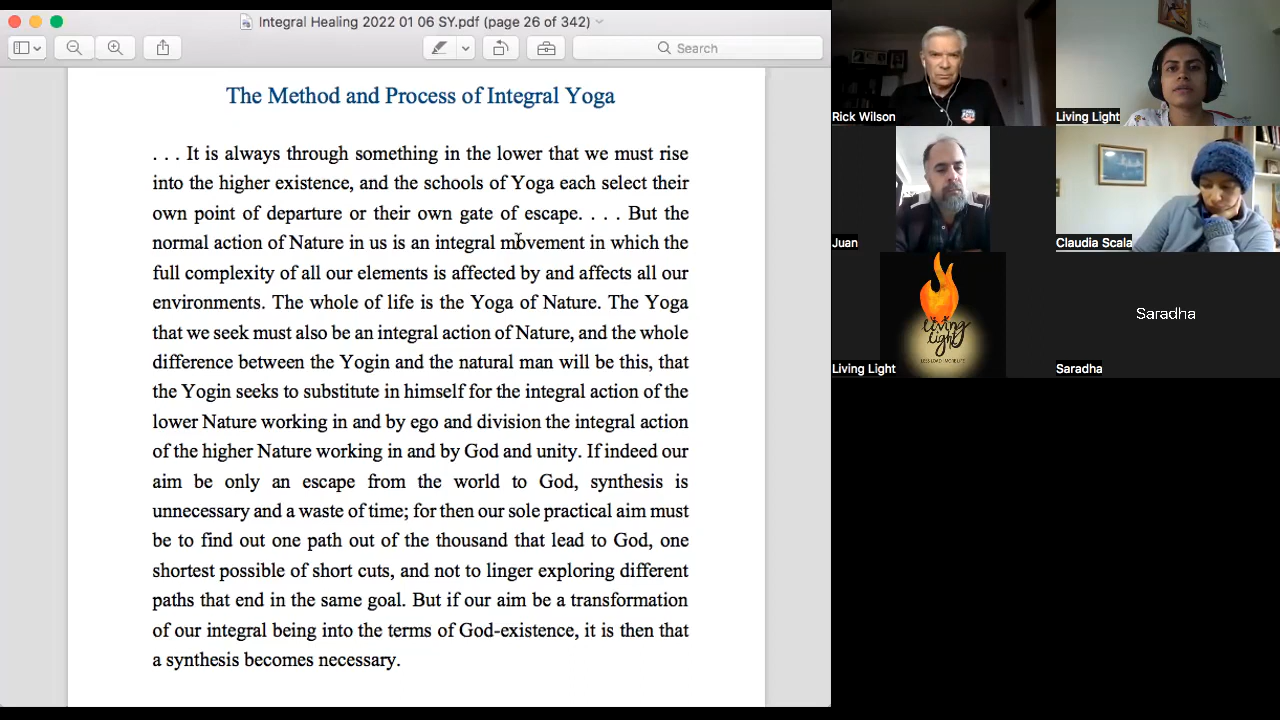 Integral Healing 2022 01 06 SY.pdf (page 26 of 342)
Search
The Method and Process of Integral Yoga
. . . It is always through something in the lower that we must rise
into the higher existence, and the schools of Yoga each select their
own point of departure or their own gate of escape. . . . But the
normal action of Nature in us is an integral movement in which the
full complexity of all our elements is affected by and affects all our
environments. The whole of life is the Yoga of Nature. The Yoga
that we seek must also be an integral action of Nature, and the whole
difference between the Yogin and the natural man will be this, that
the Yogin seeks to substitute in himself for the integral action of the
lower Nature working in and by ego and division the integral action
of the higher Nature working in and by God and unity. If indeed our
aim be only an escape from the world to God, synthesis is
unnecessary and a waste of time; for then our sole practical aim must
be to find out one path out of the thousand that lead to God, one
shortest possible of short cuts, and not to linger exploring different
paths that end in the same goal. But if our aim be a transformation
of our integral being into the terms of God-existence, it is then that
a synthesis becomes necessary.
Rick Wilson
Living Light
Juan
Claudia Scala
living
light
LESS LOAD - MORE LIFE
Living Light
Saradha
Saradha